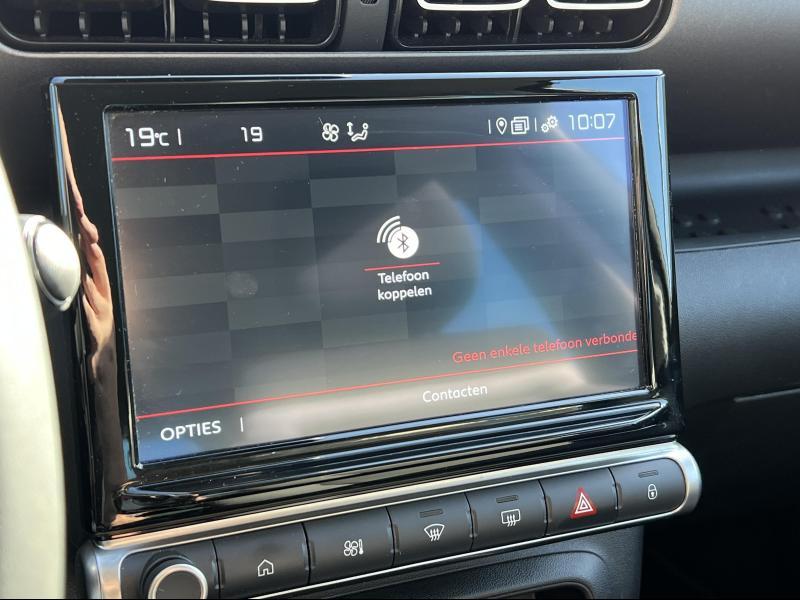 19°C | 19 | | 10:07
Telefoon
koppelen
Geen enkele telefoon verbonde
Contacten
OPTIES |